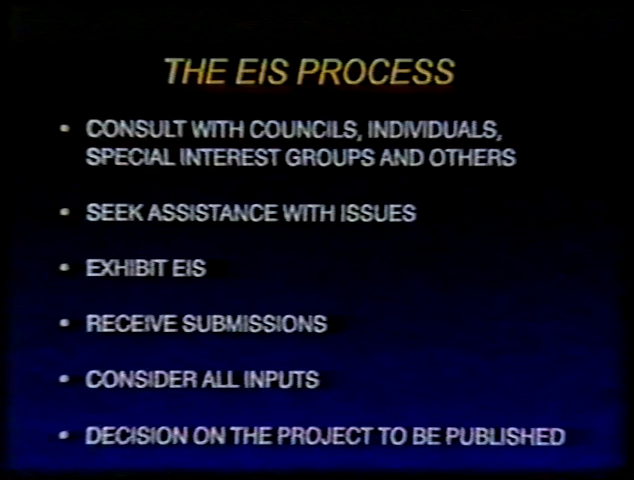 THE EIS PROCESS
• CONSULT WITH COUNCILS, INDIVIDUALS,
SPECIAL INTEREST GROUPS AND OTHERS
• SEEK ASSISTANCE WITH ISSUES
• EXHIBIT EIS
• RECEIVE SUBMISSIONS
• CONSIDER ALL INPUTS
• DECISION ON THE PROJECT TO BE PUBLISHED